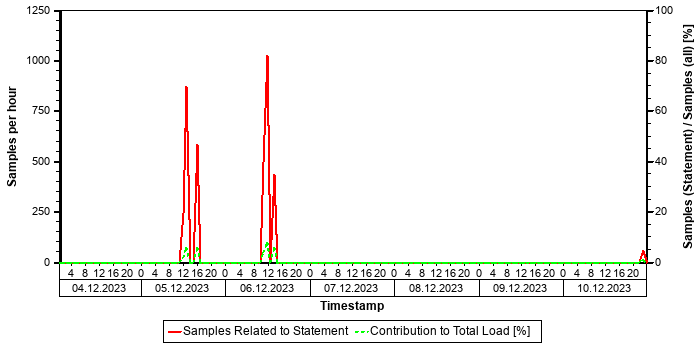 1250
1000
750
500
250
0
100
80
60
40
20
0
Samples per hour
Samples (Statement) / Samples (all) [%]
4 8 12 16 20 0 4 8 12 16 20 0 4 8 12 16 20 0 4 8 12 16 20 0 4 8 12 16 20 0 4 8 12 16 20 0 4 8 12 16 20
04.12.2023 05.12.2023 06.12.2023 07.12.2023 08.12.2023 09.12.2023 10.12.2023
Timestamp
Samples Related to Statement Contribution to Total Load [%]